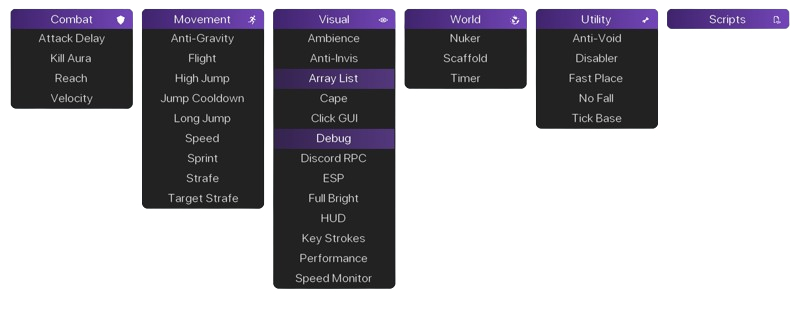 Combat
Attack Delay
Kill Aura
Reach
Velocity
Movement
Anti-Gravity
Flight
High Jump
Jump Cooldown
Long Jump
Speed
Sprint
Strafe
Target Strafe
Visual
Ambience
Anti-Invis
Array List
Cape
Click GUI
Debug
Discord RPC
ESP
Full Bright
HUD
Key Strokes
Performance
Speed Monitor
World
Nuker
Scaffold
Timer
Utility
Anti-Void
Disabler
Fast Place
No Fall
Tick Base
Scripts